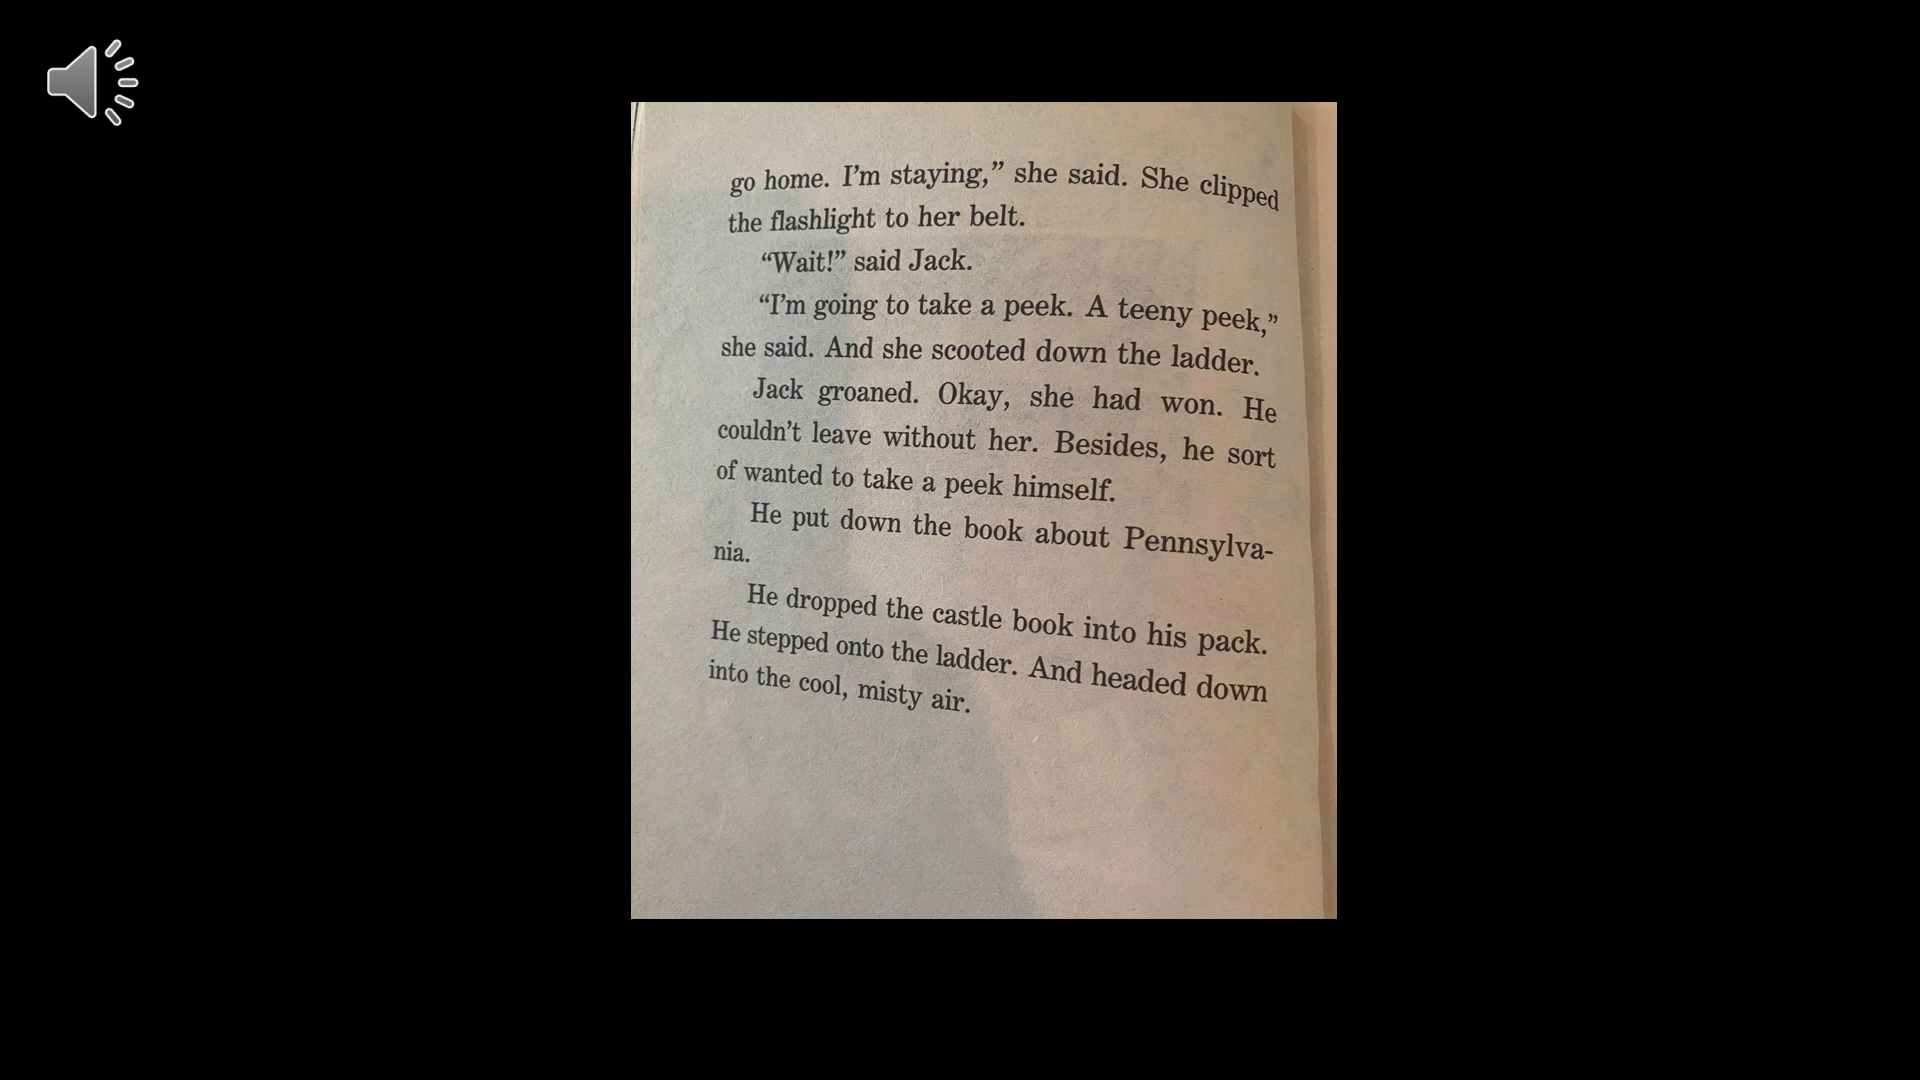 go home. I'm staying,” she said. She clipped
the flashlight to her belt.
“Wait!” said Jack.
“I'm going to take a peek. A teeny peek,”
she said. And she scooted down the ladder.
Jack groaned. Okay, she had won. He
couldn't leave without her. Besides, he sort
of wanted to take a peek himself.
He put down the book about Pennsylva-
nia.
He dropped the castle book into his pack.
He stepped onto the ladder. And headed down
into the cool, misty air.